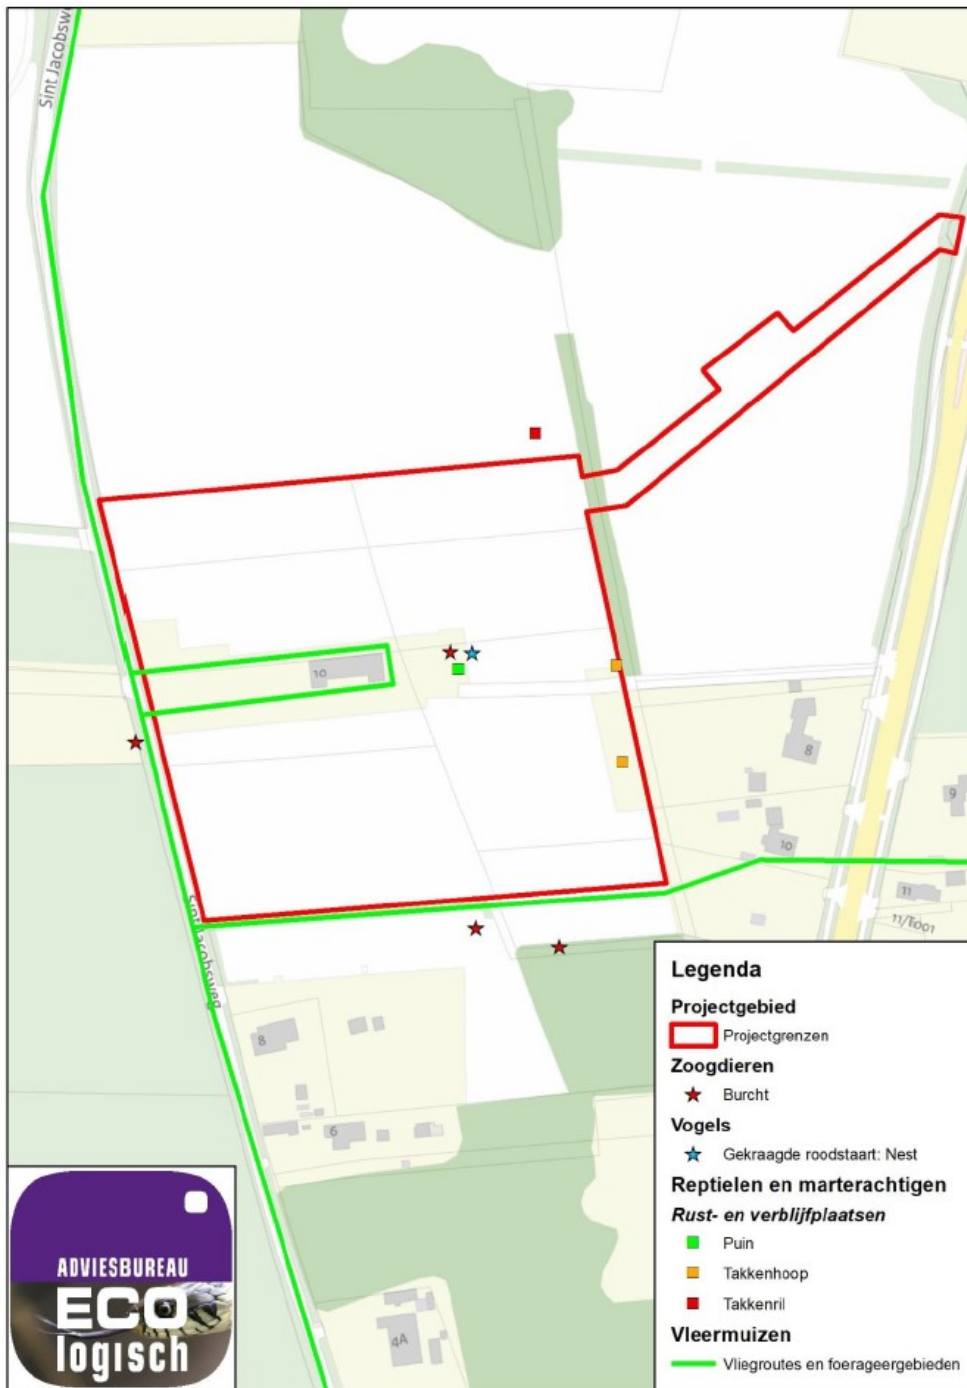 Sint Jacobsweg
10
8
9
10
11
11/T001
Sint Jacobsweg
8
6
4A
Legenda
Projectgebied
Projectgrenzen
Zoogdieren
Burcht
Vogels
Gekraagde roodstaart: Nest
Reptielen en marterachtigen
Rust- en verblijfplaatsen
Puin
Takkenhoop
Takkenril
Vleermuizen
Vliegroutes en foerageergebieden
ADVIESBUREAU
ECO
logisch